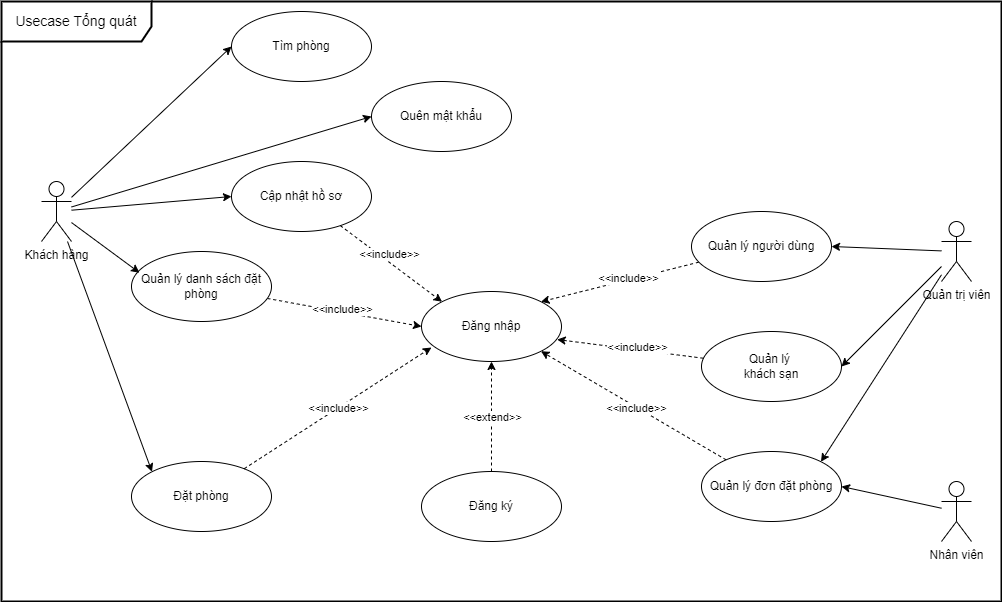 Usecase Tổng quát
Tìm phòng
Quên mật khẩu
Cập nhật hồ sơ
Khách hàng
Quản lý danh sách đặt
phòng
<<include>>
<<include>>
Đăng nhập
<<include>>
Quản lý người dùng
Quản trị viên
<<include>>
Quản lý
khách sạn
<<include>>
<<extend>>
<<include>>
Đặt phòng
Đăng ký
Quản lý đơn đặt phòng
Nhân viên